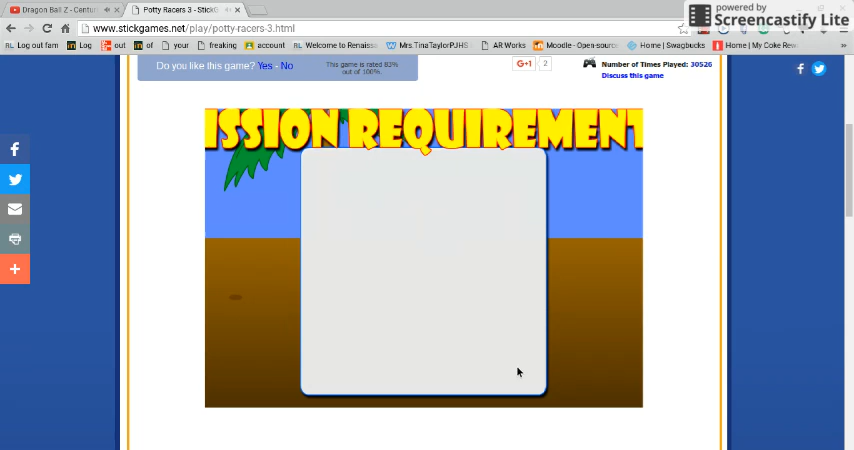 Dragon Ball Z - Centur
Potty Racers 3 - StickG
powered by
Screencastify Lite
www.stickgames.net/play/potty-racers-3.html
RL Log out fam
Log
out
of
your
freaking
account
RL Welcome to Renaiss
Mrs.TinaTaylorPJHS
AR Works
Moodle - Open-source
Home | Swagbucks
Home | My Coke Rew
»
Do you like this game? Yes - No
This game is rated 83%
out of 100%.
G+1
2
Number of Times Played: 30526
Discuss this game
ISSION REQUIREMENT